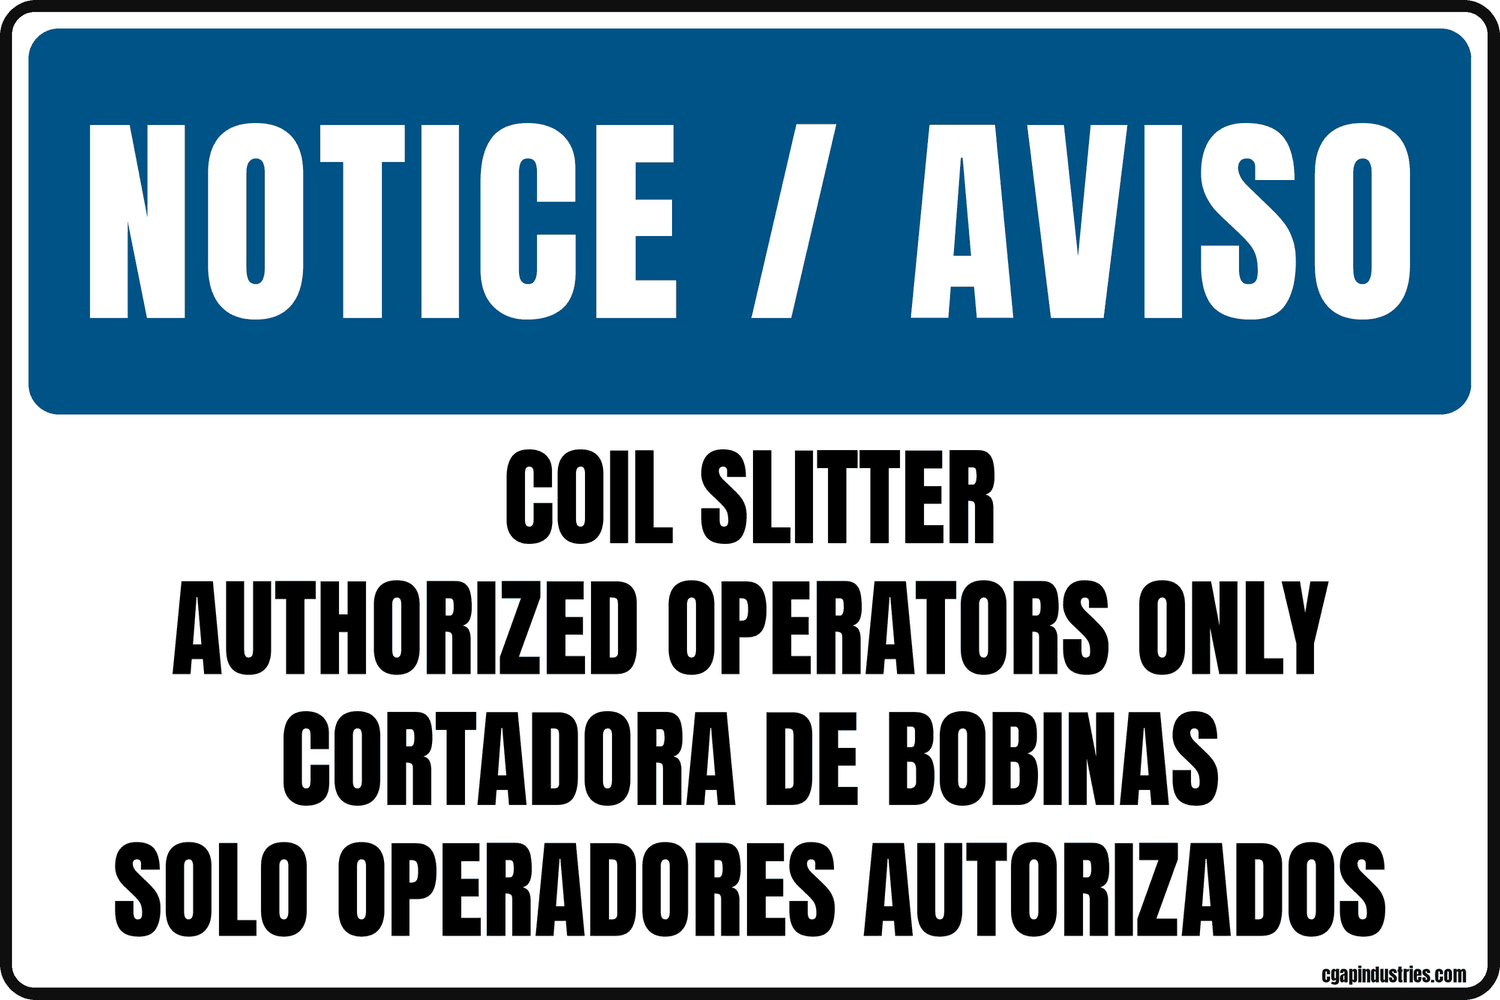 NOTICE / AVISO
COIL SLITTER
AUTHORIZED OPERATORS ONLY
CORTADORA DE BOBINAS
SOLO OPERADORES AUTORIZADOS
cgapindustries.com